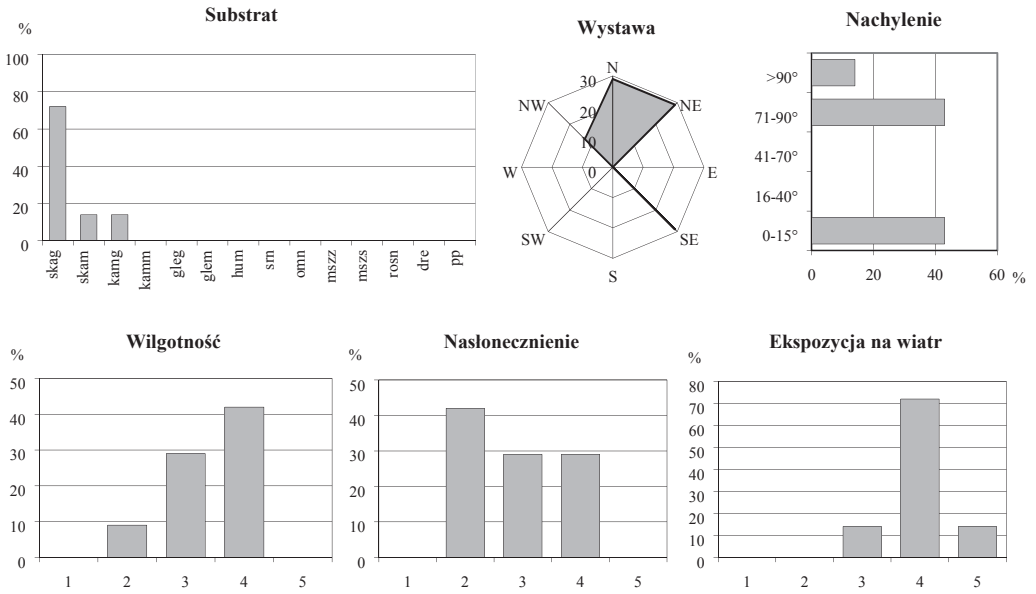 Substrat
%
100
80
60
40
20
0
skag
skam
kamg
kamm
gleg
glem
hum
srn
omn
mszz
mszs
rosn
dre
pp
Wystawa
N
NE
E
SE
S
SW
W
NW
30
20
10
0
Nachylenie
>90°
71-90°
41-70°
16-40°
0-15°
0 20 40 60 %
Wilgotność
%
50
40
30
20
10
0
1 2 3 4 5
Nasłonecznienie
%
50
40
30
20
10
0
1 2 3 4 5
Ekspozycja na wiatr
%
80
70
60
50
40
30
20
10
0
1 2 3 4 5